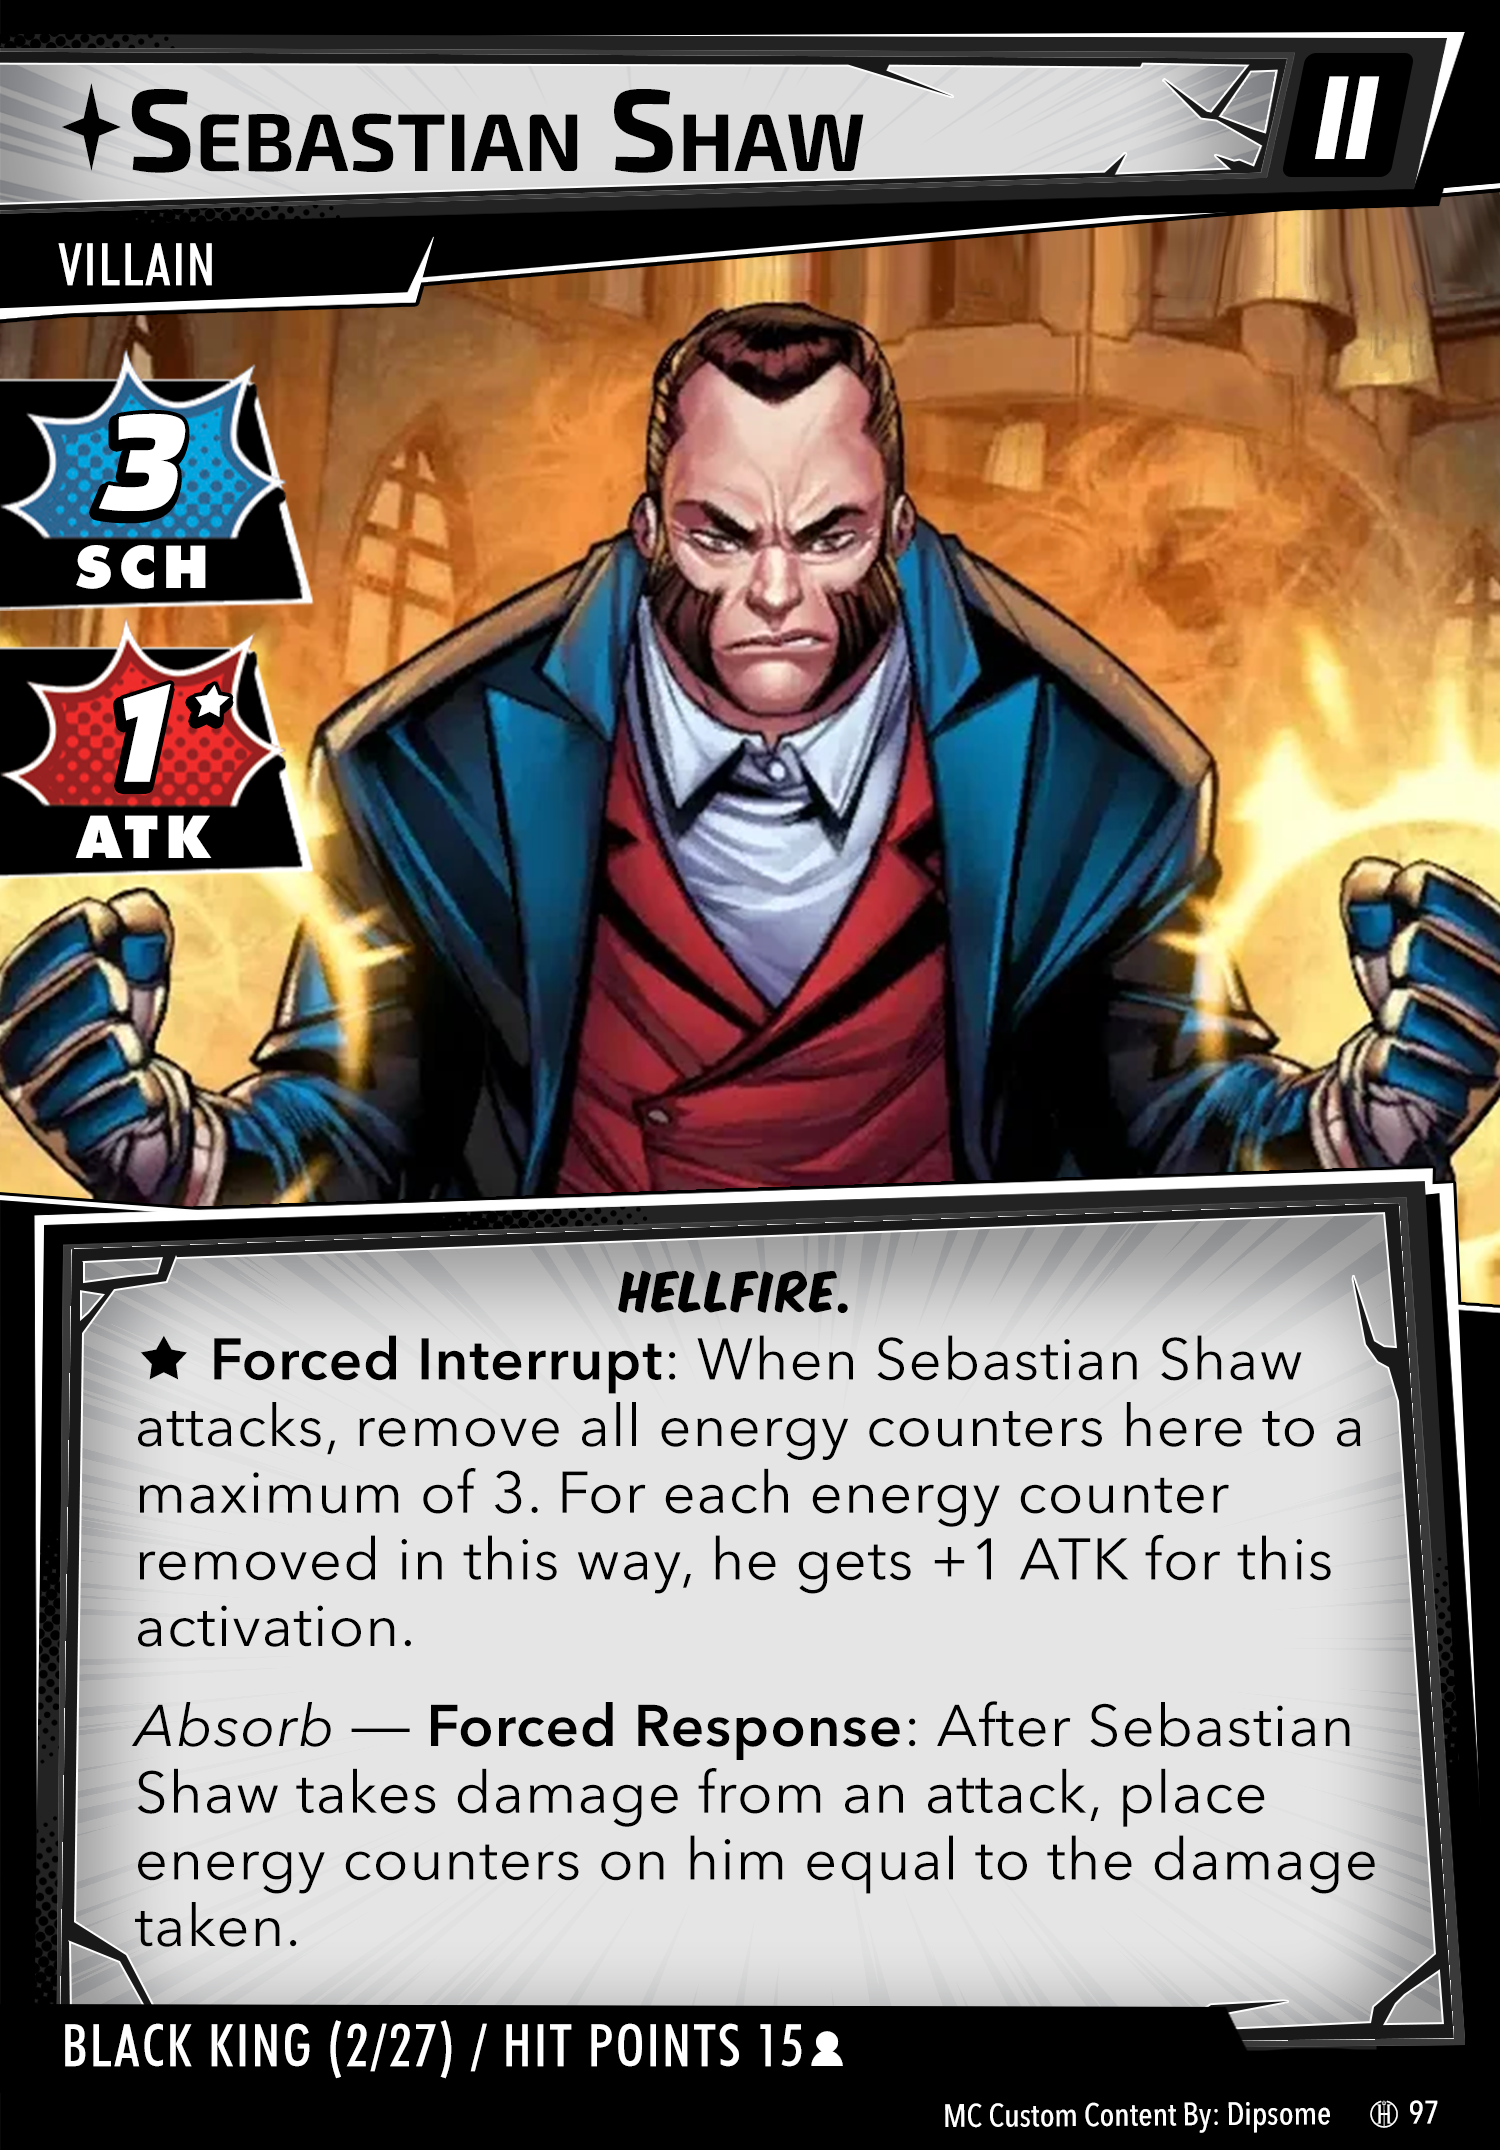 Sebastian Shaw
II
VILLAIN
3
SCH
1
ATK
HELLFIRE.
Forced Interrupt: When Sebastian Shaw
attacks, remove all energy counters here to a
maximum of 3. For each energy counter
removed in this way, he gets +1 ATK for this
activation.
Absorb — Forced Response: After Sebastian
Shaw takes damage from an attack, place
energy counters on him equal to the damage
taken.
BLACK KING (2/27) / HIT POINTS 15
MC Custom Content By: Dipsome 97